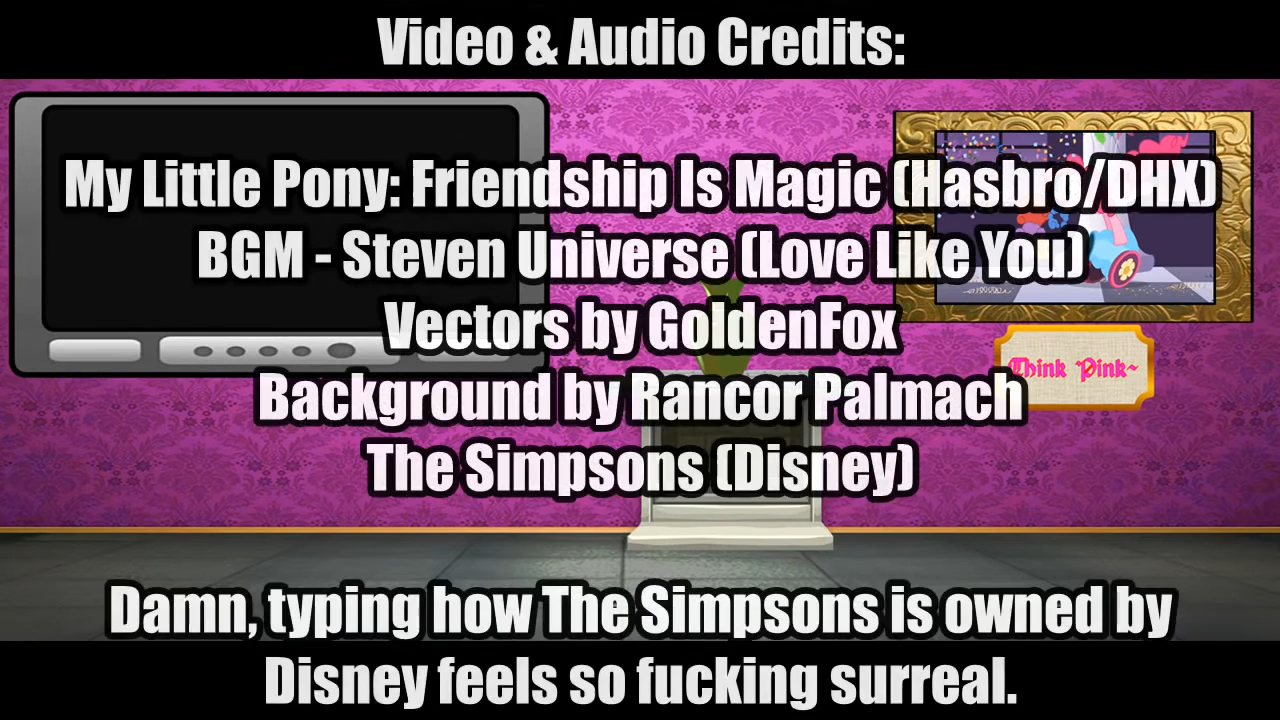 Video & Audio Credits:
My Little Pony: Friendship Is Magic (Hasbro/DHX)
BGM - Steven Universe (Love Like You)
Vectors by GoldenFox
Think Pink~
Background by Rancor Palmach
The Simpsons (Disney)
Damn, typing how The Simpsons is owned by
Disney feels so fucking surreal.